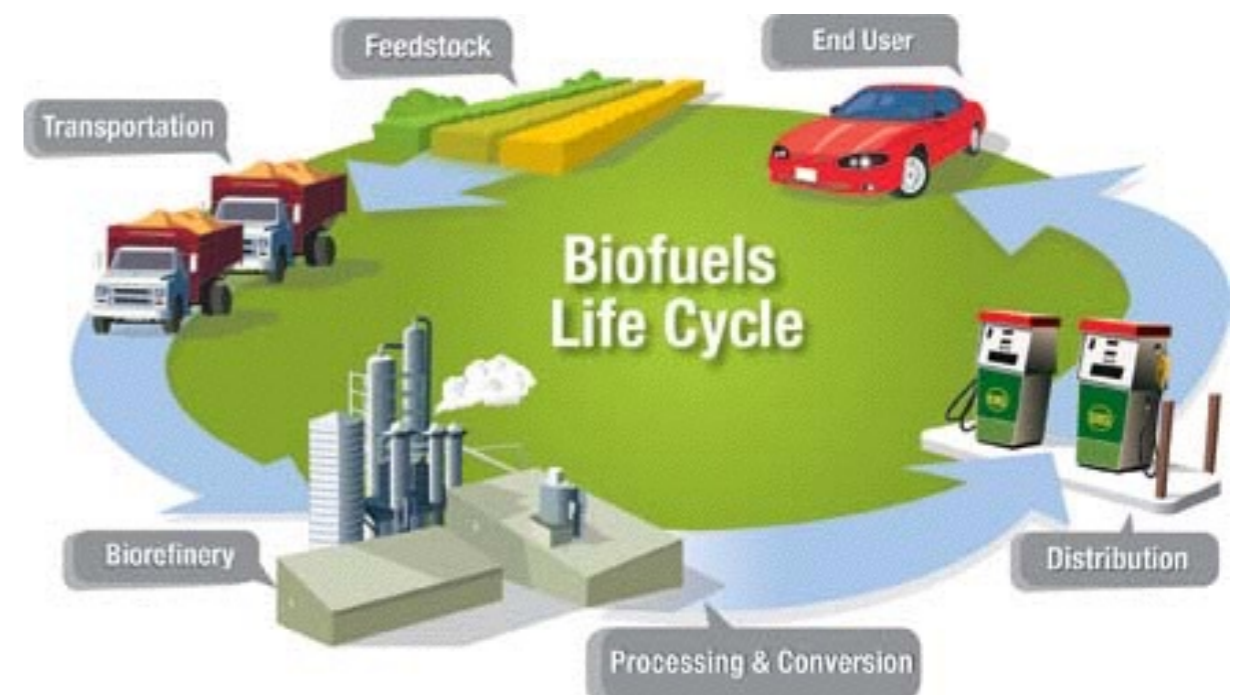 Feedstock
End User
Transportation
Biofuels
Life Cycle
Biorefinery
Distribution
Processing & Conversion